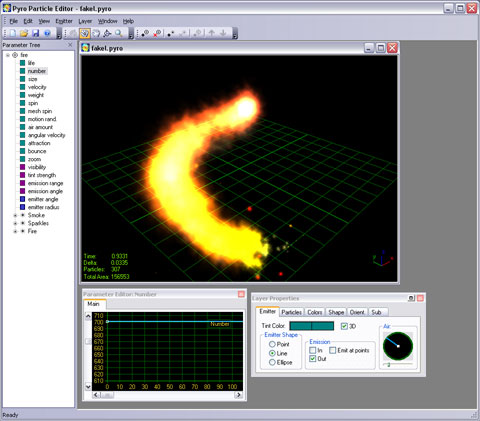 Pyro Particle Editor - fakel.pyro
File Edit View Emitter Layer Window Help
Parameter Tree
fire
life
number
size
velocity
weight
spin
mesh spin
motion rand.
air amount
angular velocity
attraction
bounce
zoom
visibility
tint strength
emission range
emission angle
emitter angle
emitter radius
Smoke
Sparkles
Fire
fakel.pyro
Time: 0.9331
Delta: 0.0335
Particles: 307
Total Area: 196553
Parameter Editor: Number
Main
710
700
690
680
670
660
650
640
630
620
610
Number
0 10 20 30 40 50 60 70 80 90 100
Layer Properties
Emitter Particles Colors Shape Orient. Sub
Tint Color 3D
Emitter Shape
Point
Line
Ellipse
Emission
In Emit at points
Out
Air
Ready